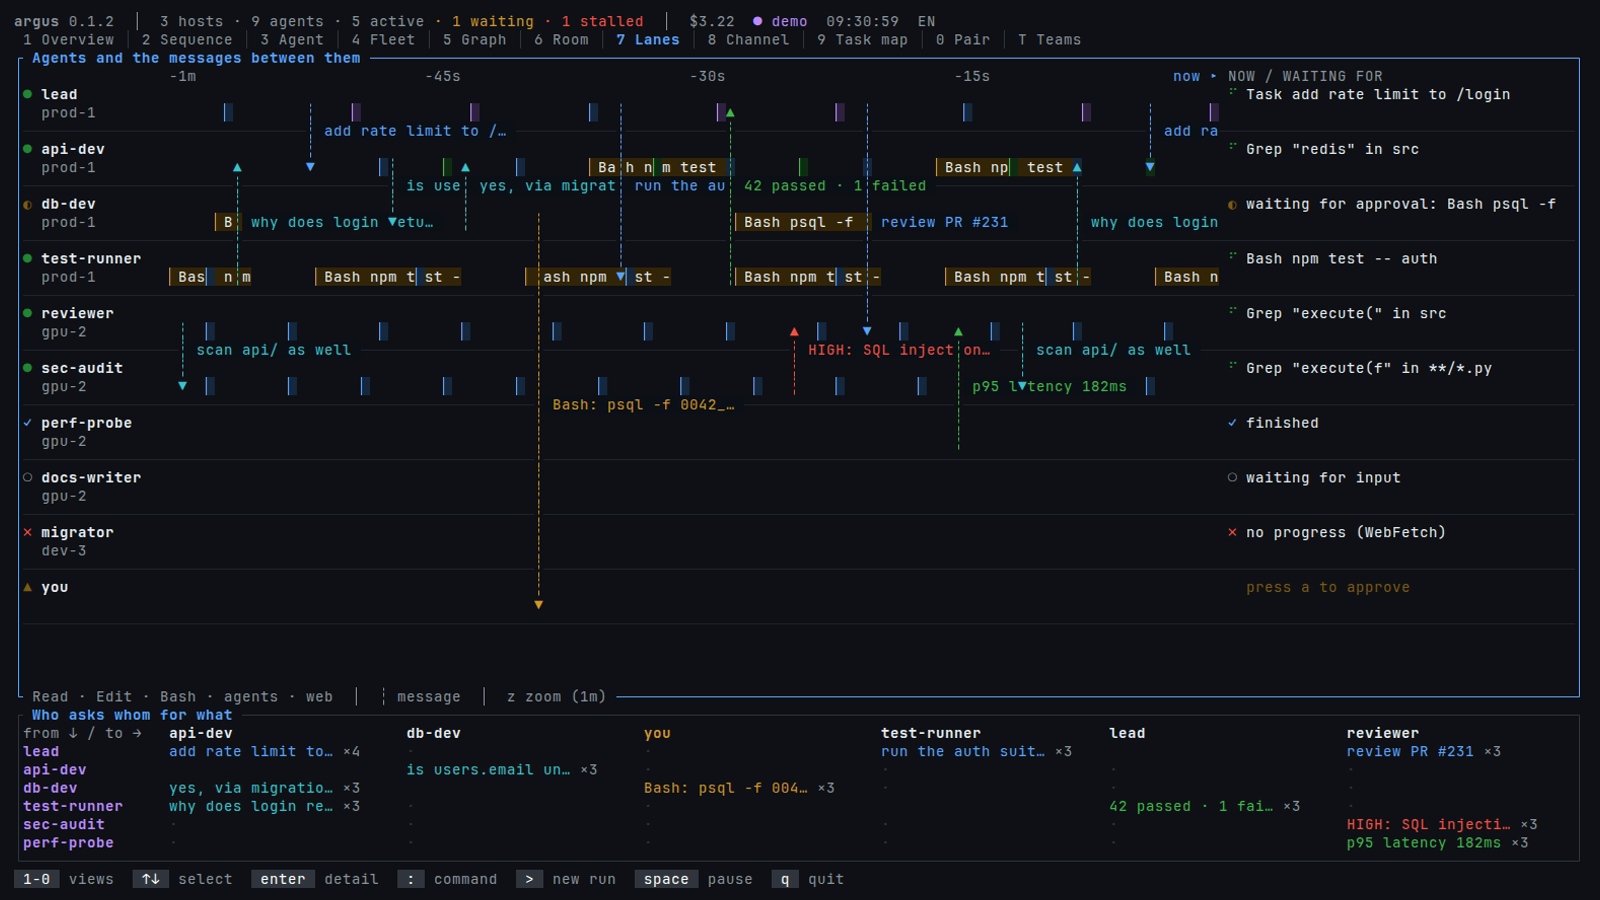 argus 0.1.2 │ 3 hosts · 9 agents · 5 active · 1 waiting · 1 stalled │ $3.22 ● demo 09:30:59 EN
1 Overview │ 2 Sequence │ 3 Agent │ 4 Fleet │ 5 Graph │ 6 Room │ 7 Lanes │ 8 Channel │ 9 Task map │ 0 Pair │ T Teams
Agents and the messages between them
-1m -45s -30s -15s now ▸ NOW / WAITING FOR
● lead Task add rate limit to /login
prod-1
add rate limit to /… add ra
● api-dev Grep "redis" in src
prod-1 Ba h n m test Bash np test
is use yes, via migrat run the au 42 passed · 1 failed
◐ db-dev ◐ waiting for approval: Bash psql -f
prod-1 B why does login etu… Bash psql -f review PR #231 why does login
● test-runner Bash npm test -- auth
prod-1 Bas n m Bash npm t st - ash npm st - Bash npm t st - Bash npm t st - Bash n
● reviewer Grep "execute(" in src
gpu-2
scan api/ as well HIGH: SQL inject on… scan api/ as well
● sec-audit Grep "execute(f" in **/*.py
gpu-2 p95 l tency 182ms
Bash: psql -f 0042_…
✓ perf-probe ✓ finished
gpu-2
○ docs-writer ○ waiting for input
gpu-2
✕ migrator ✕ no progress (WebFetch)
dev-3
▲ you press a to approve
Read · Edit · Bash · agents · web │ ┊ message │ z zoom (1m)
Who asks whom for what
from ↓ / to → api-dev db-dev you test-runner lead reviewer
lead add rate limit to… ×4 · · run the auth suit… ×3 review PR #231 ×3
api-dev is users.email un… ×3 · · ·
db-dev yes, via migratio… ×3 Bash: psql -f 004… ×3 · · ·
test-runner why does login re… ×3 · · 42 passed · 1 fai… ×3 ·
sec-audit · · · · · HIGH: SQL injecti… ×3
perf-probe · · · · · p95 latency 182ms ×3
1-0 views ↑↓ select enter detail : command > new run space pause q quit